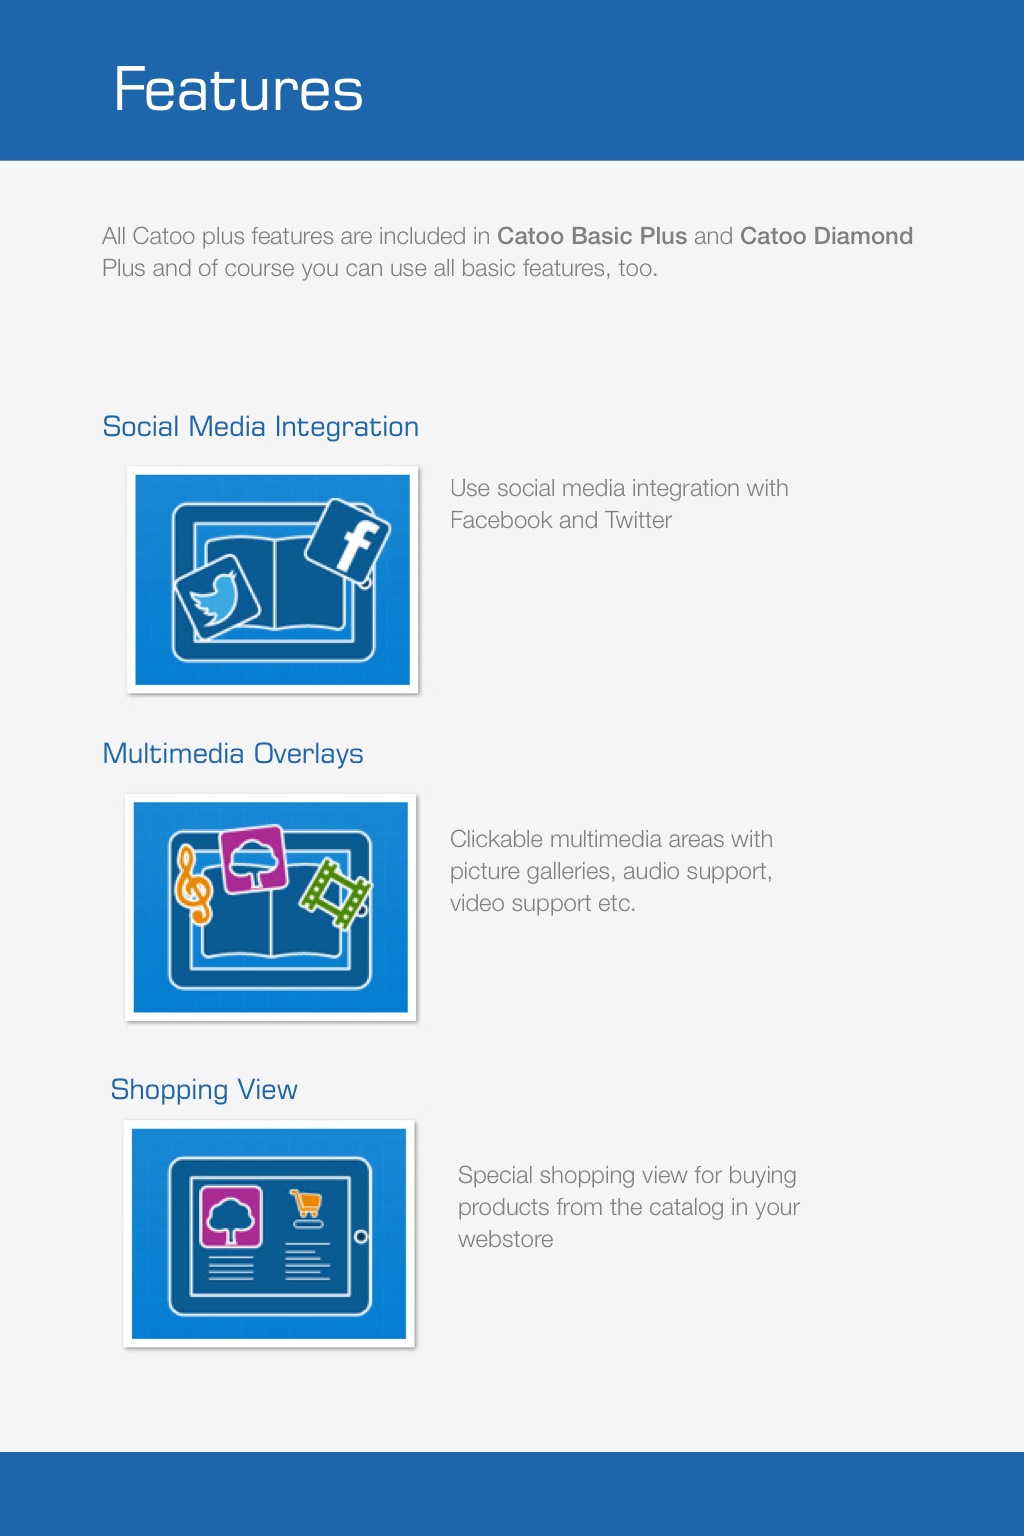 Features
All Catoo plus features are included in Catoo Basic Plus and Catoo Diamond
Plus and of course you can use all basic features, too.
Social Media Integration
Use social media integration with
Facebook and Twitter
Multimedia Overlays
Clickable multimedia areas with
picture galleries, audio support,
video support etc.
Shopping View
Special shopping view for buying
products from the catalog in your
webstore